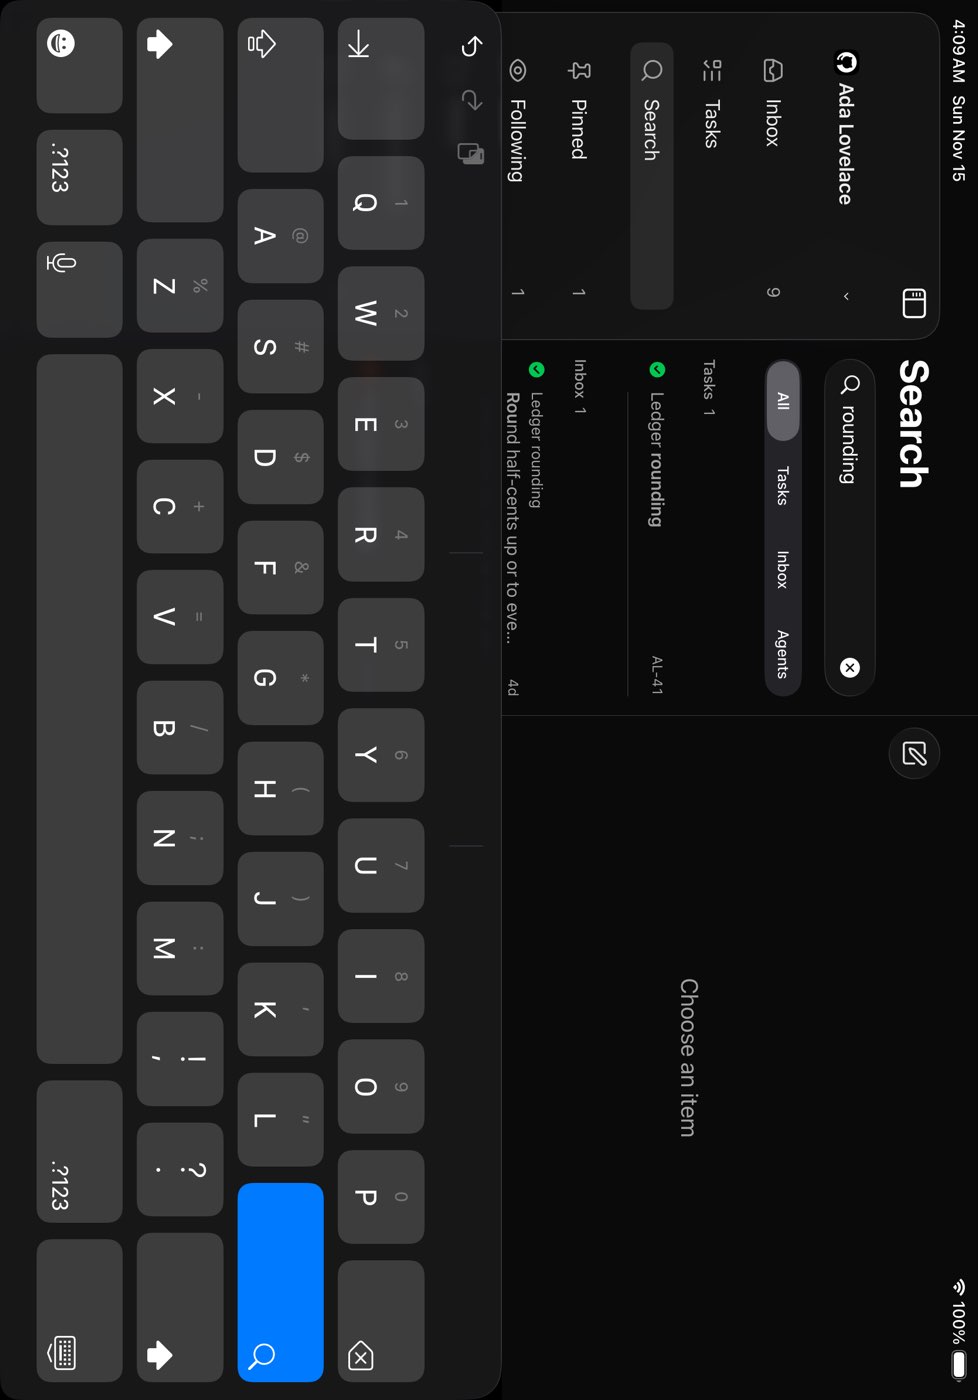 4:09 AM Sun Nov 15
100%
Ada Lovelace
Inbox 9
Tasks
Search
Pinned 1
Following 1
Search
rounding
All Tasks Inbox Agents
Tasks 1
Ledger rounding AL-41
Inbox 1
Ledger rounding
Round half-cents up or to eve... 4d
Choose an item
1 2 3 4 5 6 7 8 9 0
Q W E R T Y U I O P
@ # $ & * ( ) ' "
A S D F G H J K L
% - + = / ; : ! ?
Z X C V B N M , .
.?123 .?123